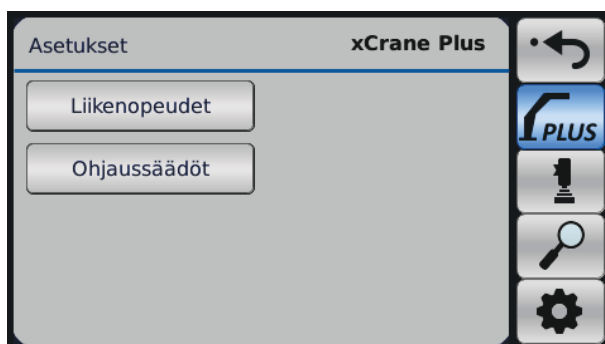 Asetukset
xCrane Plus
Liikenopeudet
Ohjaussäädöt
PLUS